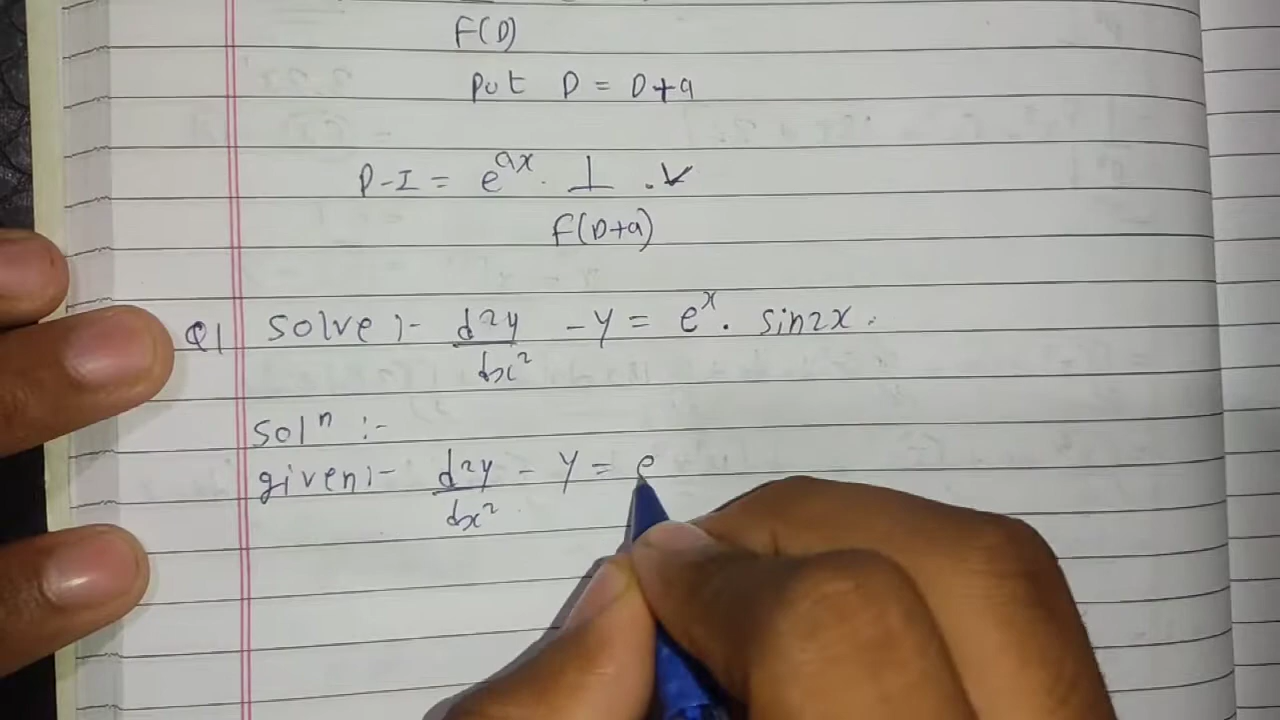 F(D)
Put D = D+a
P-I = e^ax . 1 . V
F(D+a)
Q1 Solve :- d²y - y = e^x . sin2x .
dx²
Solⁿ :-
given :- d²y - y = e
dx²